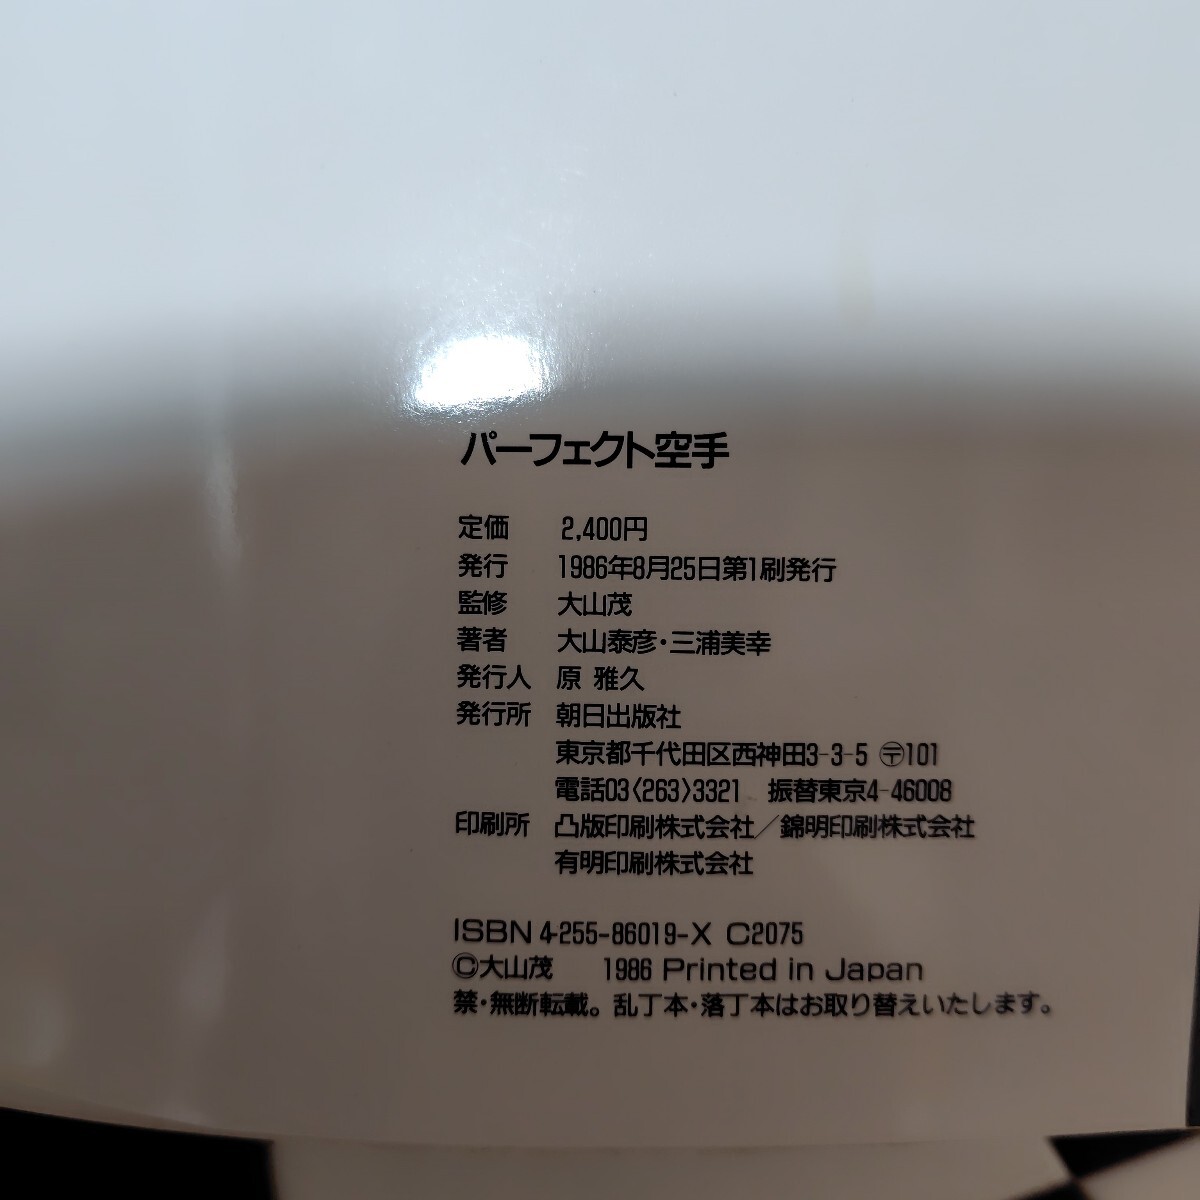 パーフェクト空手
定価 2,400円
発行 1986年8月25日第1刷発行
監修 大山茂
著者 大山泰彦・三浦美幸
発行人 原 雅久
発行所 朝日出版社
東京都千代田区西神田3-3-5 〶101
電話03〈263〉3321 振替東京4-46008
印刷所 凸版印刷株式会社／錦明印刷株式会社
有明印刷株式会社
ISBN 4-255-86019-X C2075
©大山茂 1986 Printed in Japan
禁・無断転載。乱丁本・落丁本はお取り替えいたします。